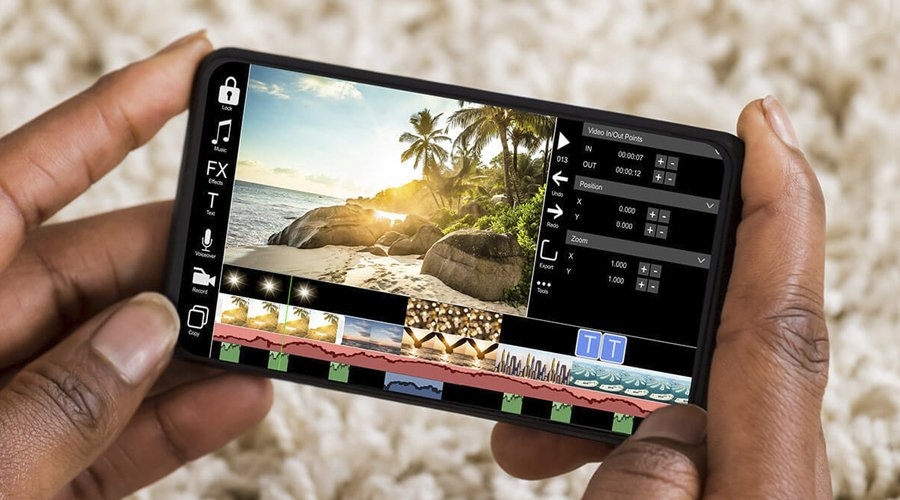 Lock
Music
FX
Effects
T
Text
Voiceover
Record
Copy
013
Undo
Redo
Export
Tools
Video In/Out Points
IN 00:00:07 + -
OUT 00:00:12 + -
Position
X 0.000 + -
Y 0.000 + -
Zoom
X 1.000 + -
Y 1.000 + -
T T